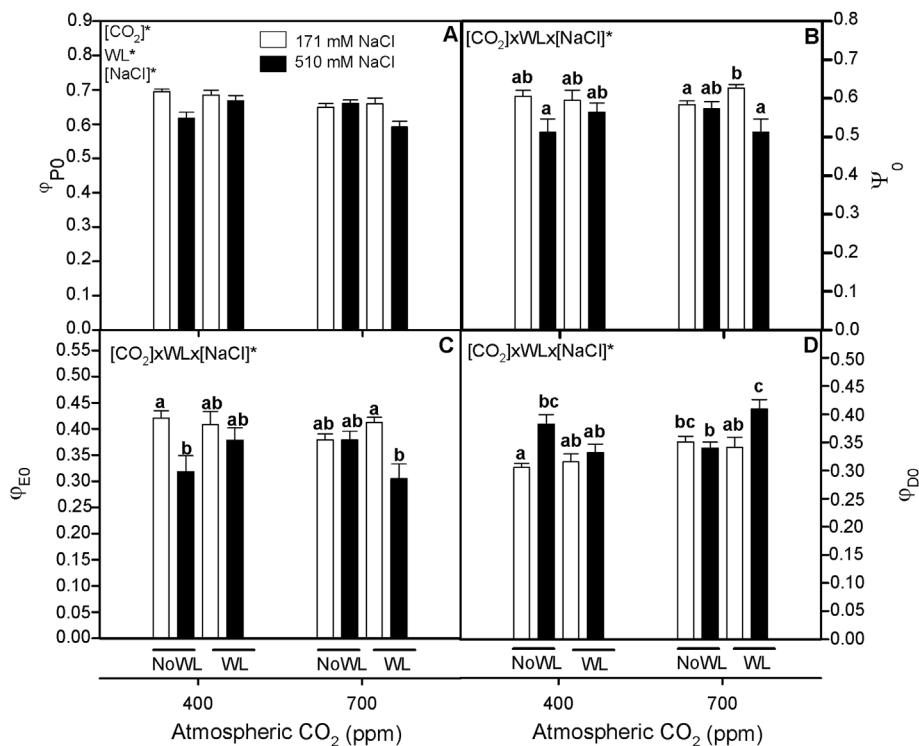 [CO₂]*
WL*
[NaCl]*
171 mM NaCl
510 mM NaCl
A
0.9
0.8
0.7
0.6
0.5
0.4
0.3
0.2
0.1
0.0
φP0
[CO₂]xWLx[NaCl]*
B
ab a ab ab a ab b a
0.8
0.7
0.6
0.5
0.4
0.3
0.2
0.1
0.0
Ψ0
[CO₂]xWLx[NaCl]*
C
a b ab ab ab ab a b
0.55
0.50
0.45
0.40
0.35
0.30
0.25
0.20
0.15
0.10
0.05
0.00
φE0
[CO₂]xWLx[NaCl]*
D
a bc ab ab bc b ab c
0.50
0.45
0.40
0.35
0.30
0.25
0.20
0.15
0.10
0.05
0.00
φD0
NoWL WL NoWL WL
400 700
Atmospheric CO₂ (ppm)
NoWL WL NoWL WL
400 700
Atmospheric CO₂ (ppm)